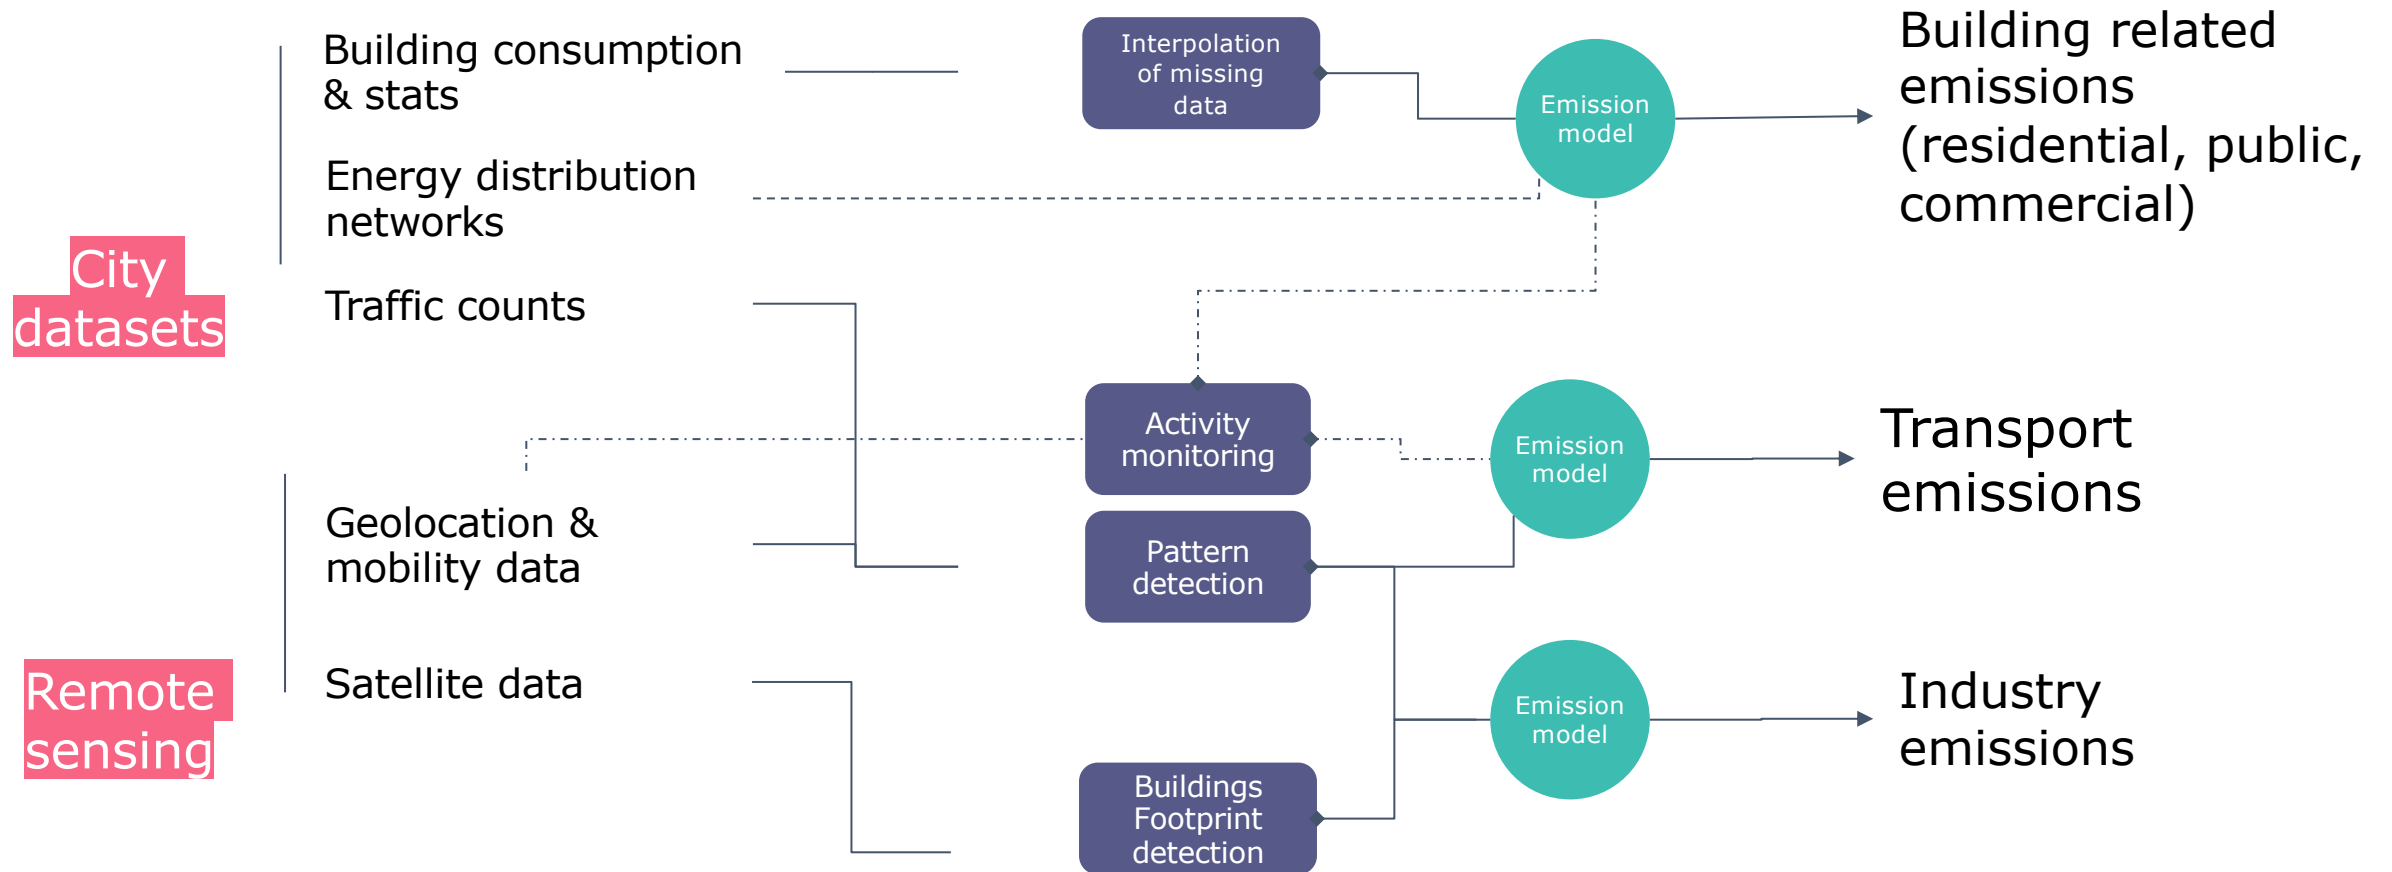 City
datasets
Building consumption
& stats
Energy distribution
networks
Traffic counts
Remote
sensing
Geolocation &
mobility data
Satellite data
Interpolation
of missing
data
Activity
monitoring
Pattern
detection
Buildings
Footprint
detection
Emission
model
Emission
model
Emission
model
Building related
emissions
(residential, public,
commercial)
Transport
emissions
Industry
emissions